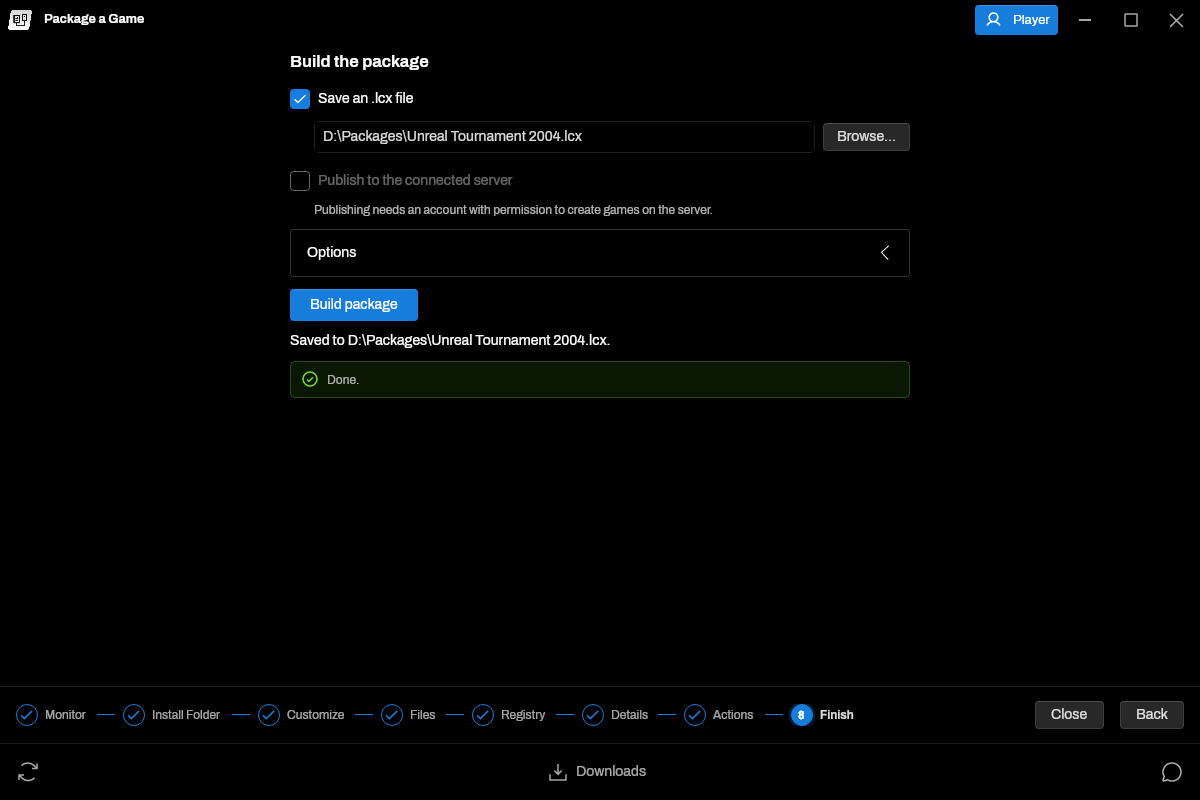 Package a Game
Player
Build the package
Save an .lcx file
D:\Packages\Unreal Tournament 2004.lcx
Browse...
Publish to the connected server
Publishing needs an account with permission to create games on the server.
Options
Build package
Saved to D:\Packages\Unreal Tournament 2004.lcx.
Done.
Monitor
Install Folder
Customize
Files
Registry
Details
Actions
8
Finish
Close
Back
Downloads